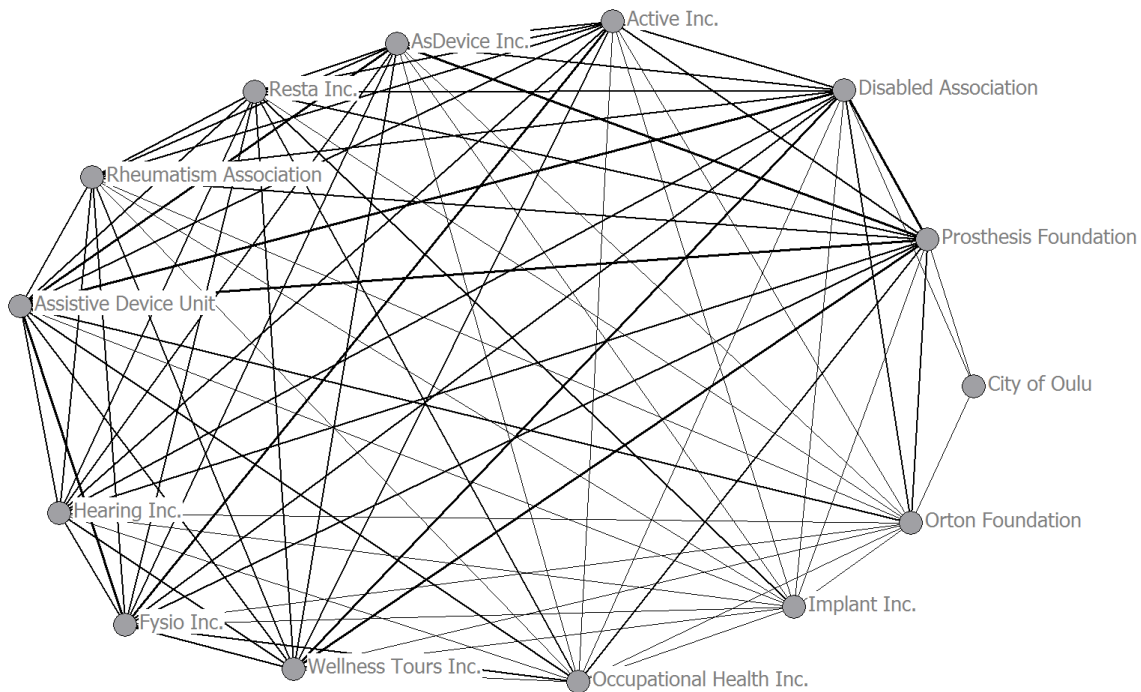 Active Inc.
AsDevice Inc.
Resta Inc.
Disabled Association
Rheumatism Association
Prosthesis Foundation
Assistive Device Unit
City of Oulu
Hearing Inc.
Orton Foundation
Implant Inc.
Fysio Inc.
Wellness Tours Inc.
Occupational Health Inc.